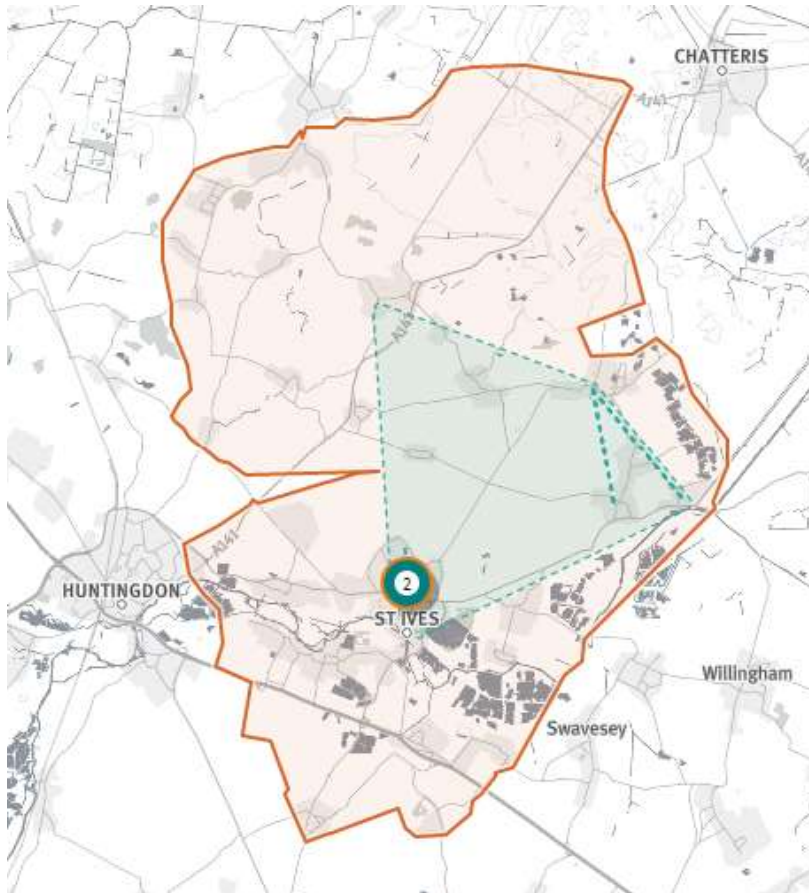 CHATTERIS
A141
A141
A141
HUNTINGDON
2
ST IVES
Willingham
Swavesey